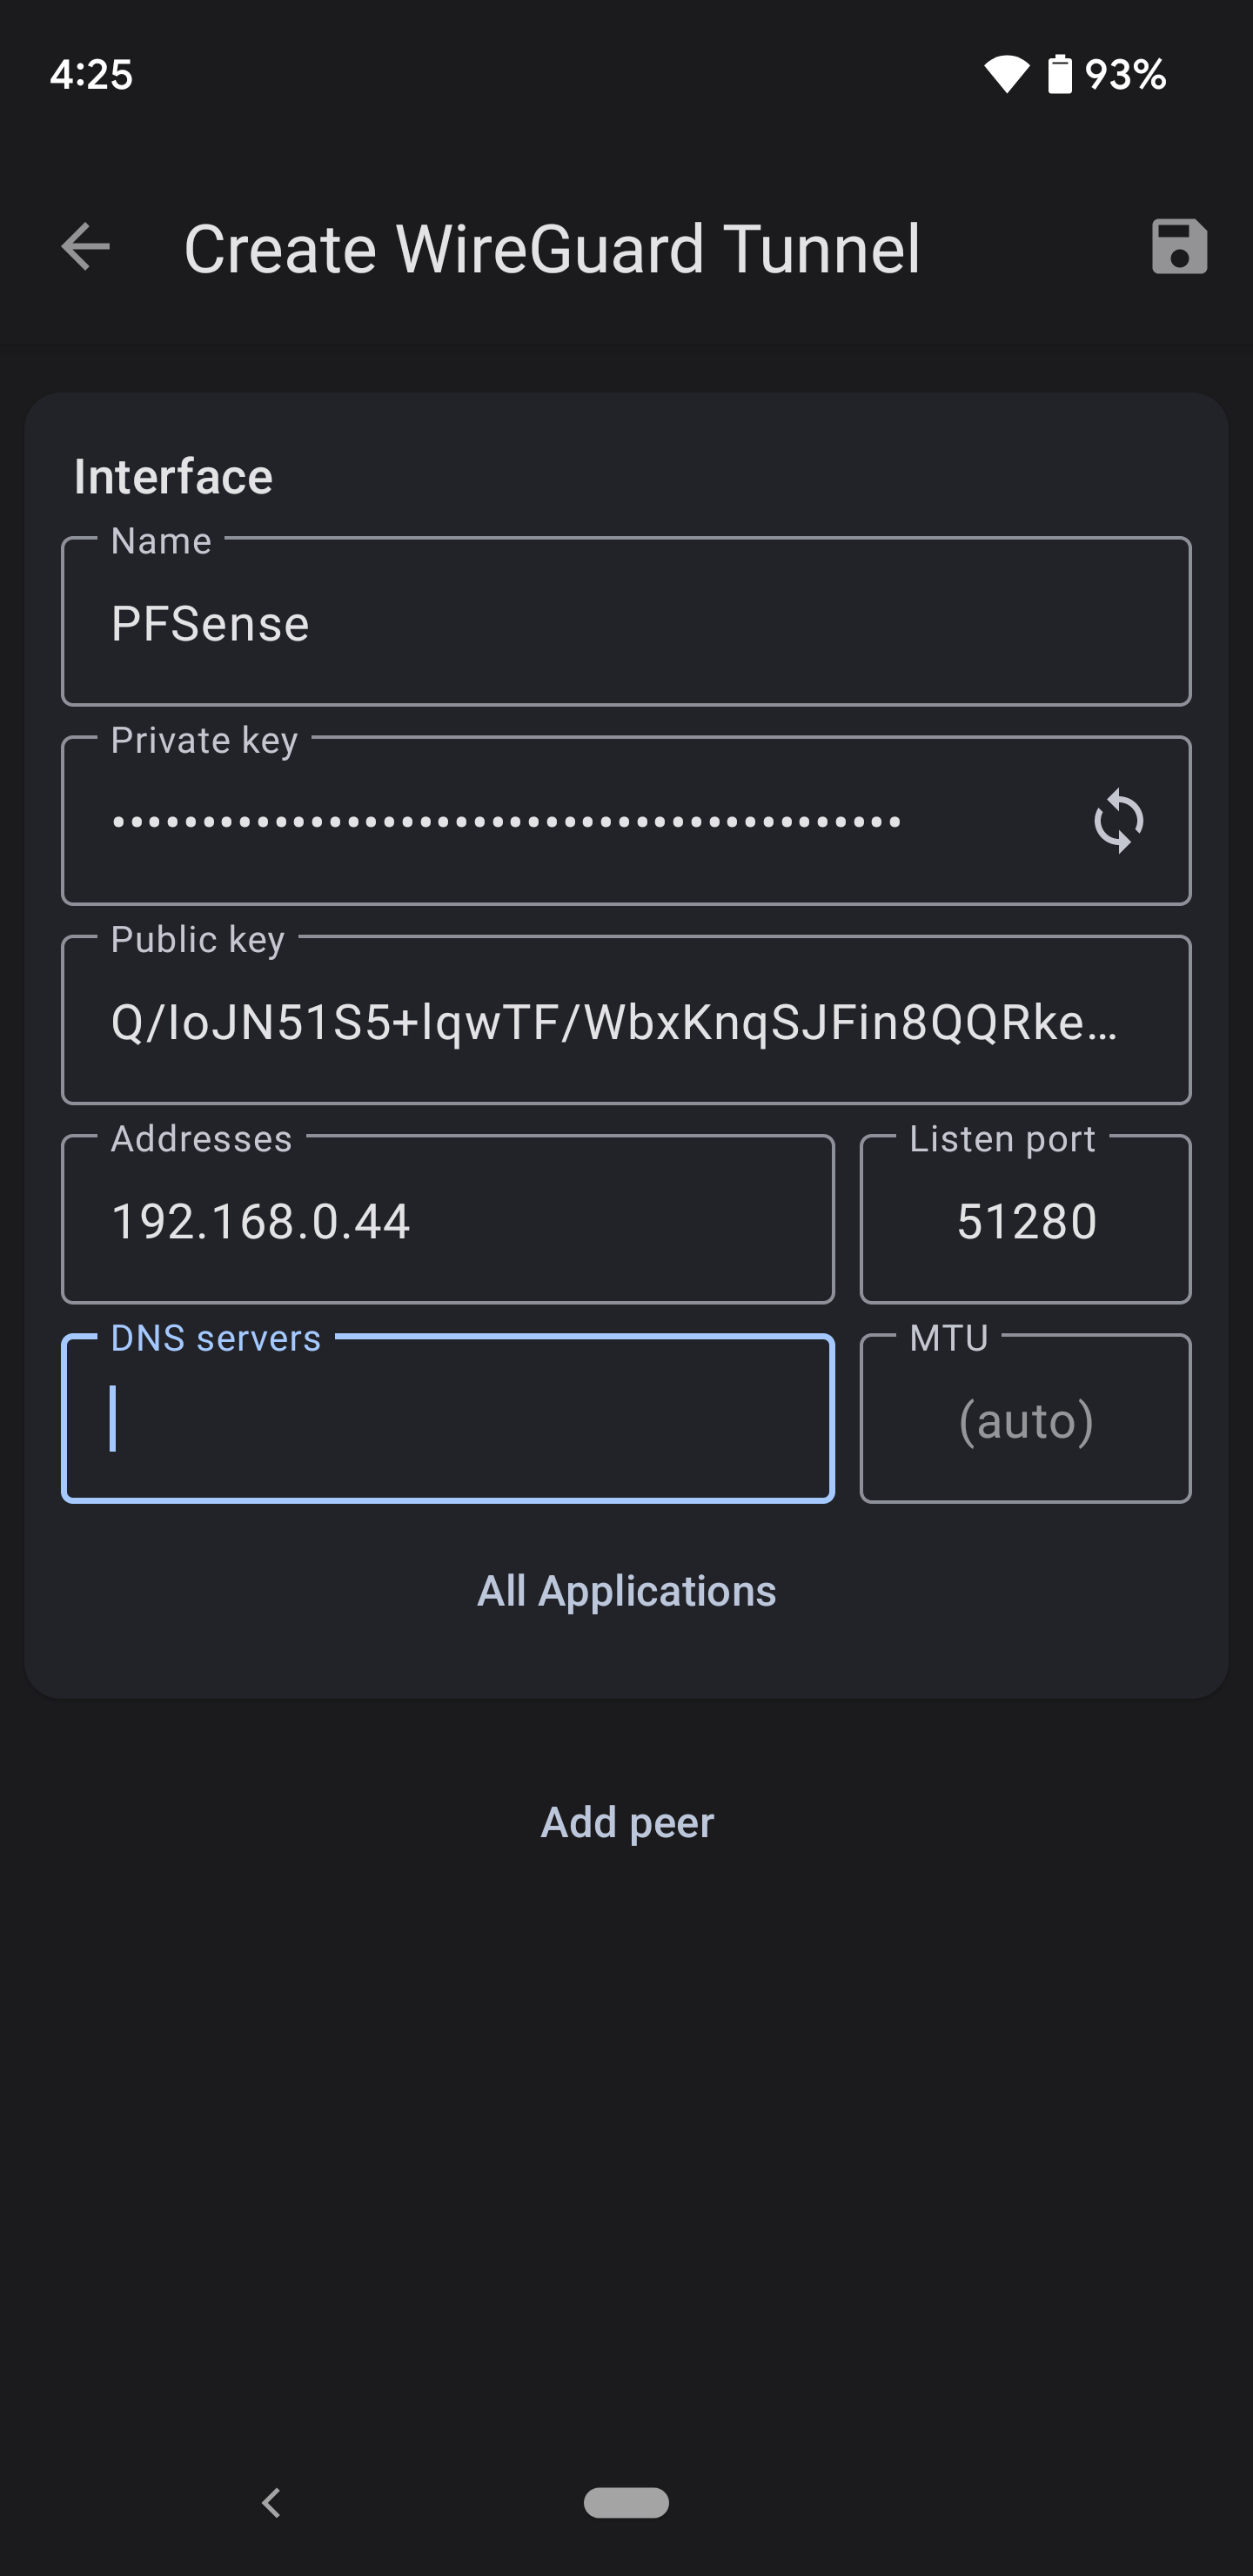 4:25
93%
Create WireGuard Tunnel
Interface
Name
PFSense
Private key
••••••••••••••••••••••••••••••••••••••••••••
Public key
Q/IoJN51S5+lqwTF/WbxKnqSJFin8QQRke…
Addresses
192.168.0.44
Listen port
51280
DNS servers
MTU
(auto)
All Applications
Add peer